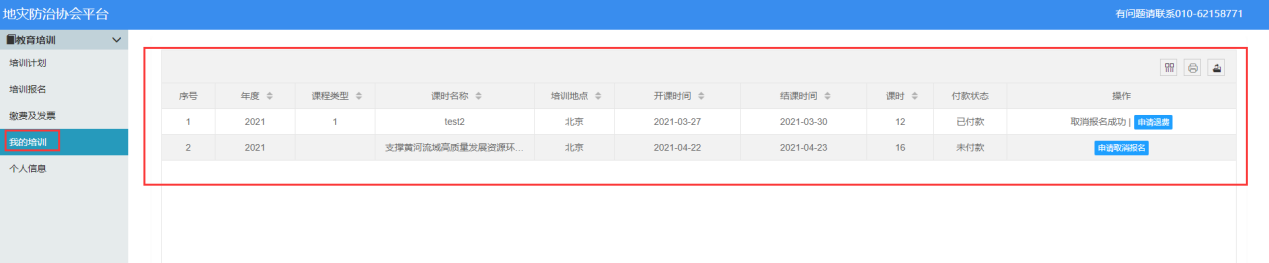 地灾防治协会平台 有问题请联系010-62158771
教育培训
培训计划
培训报名
缴费及发票
我的培训
个人信息
序号 年度 课程类型 课时名称 培训地点 开课时间 结课时间 课时 付款状态 操作
1 2021 1 test2 北京 2021-03-27 2021-03-30 12 已付款 取消报名成功 | 申请退费
2 2021 支撑黄河流域高质量发展资源环... 北京 2021-04-22 2021-04-23 16 未付款 申请取消报名